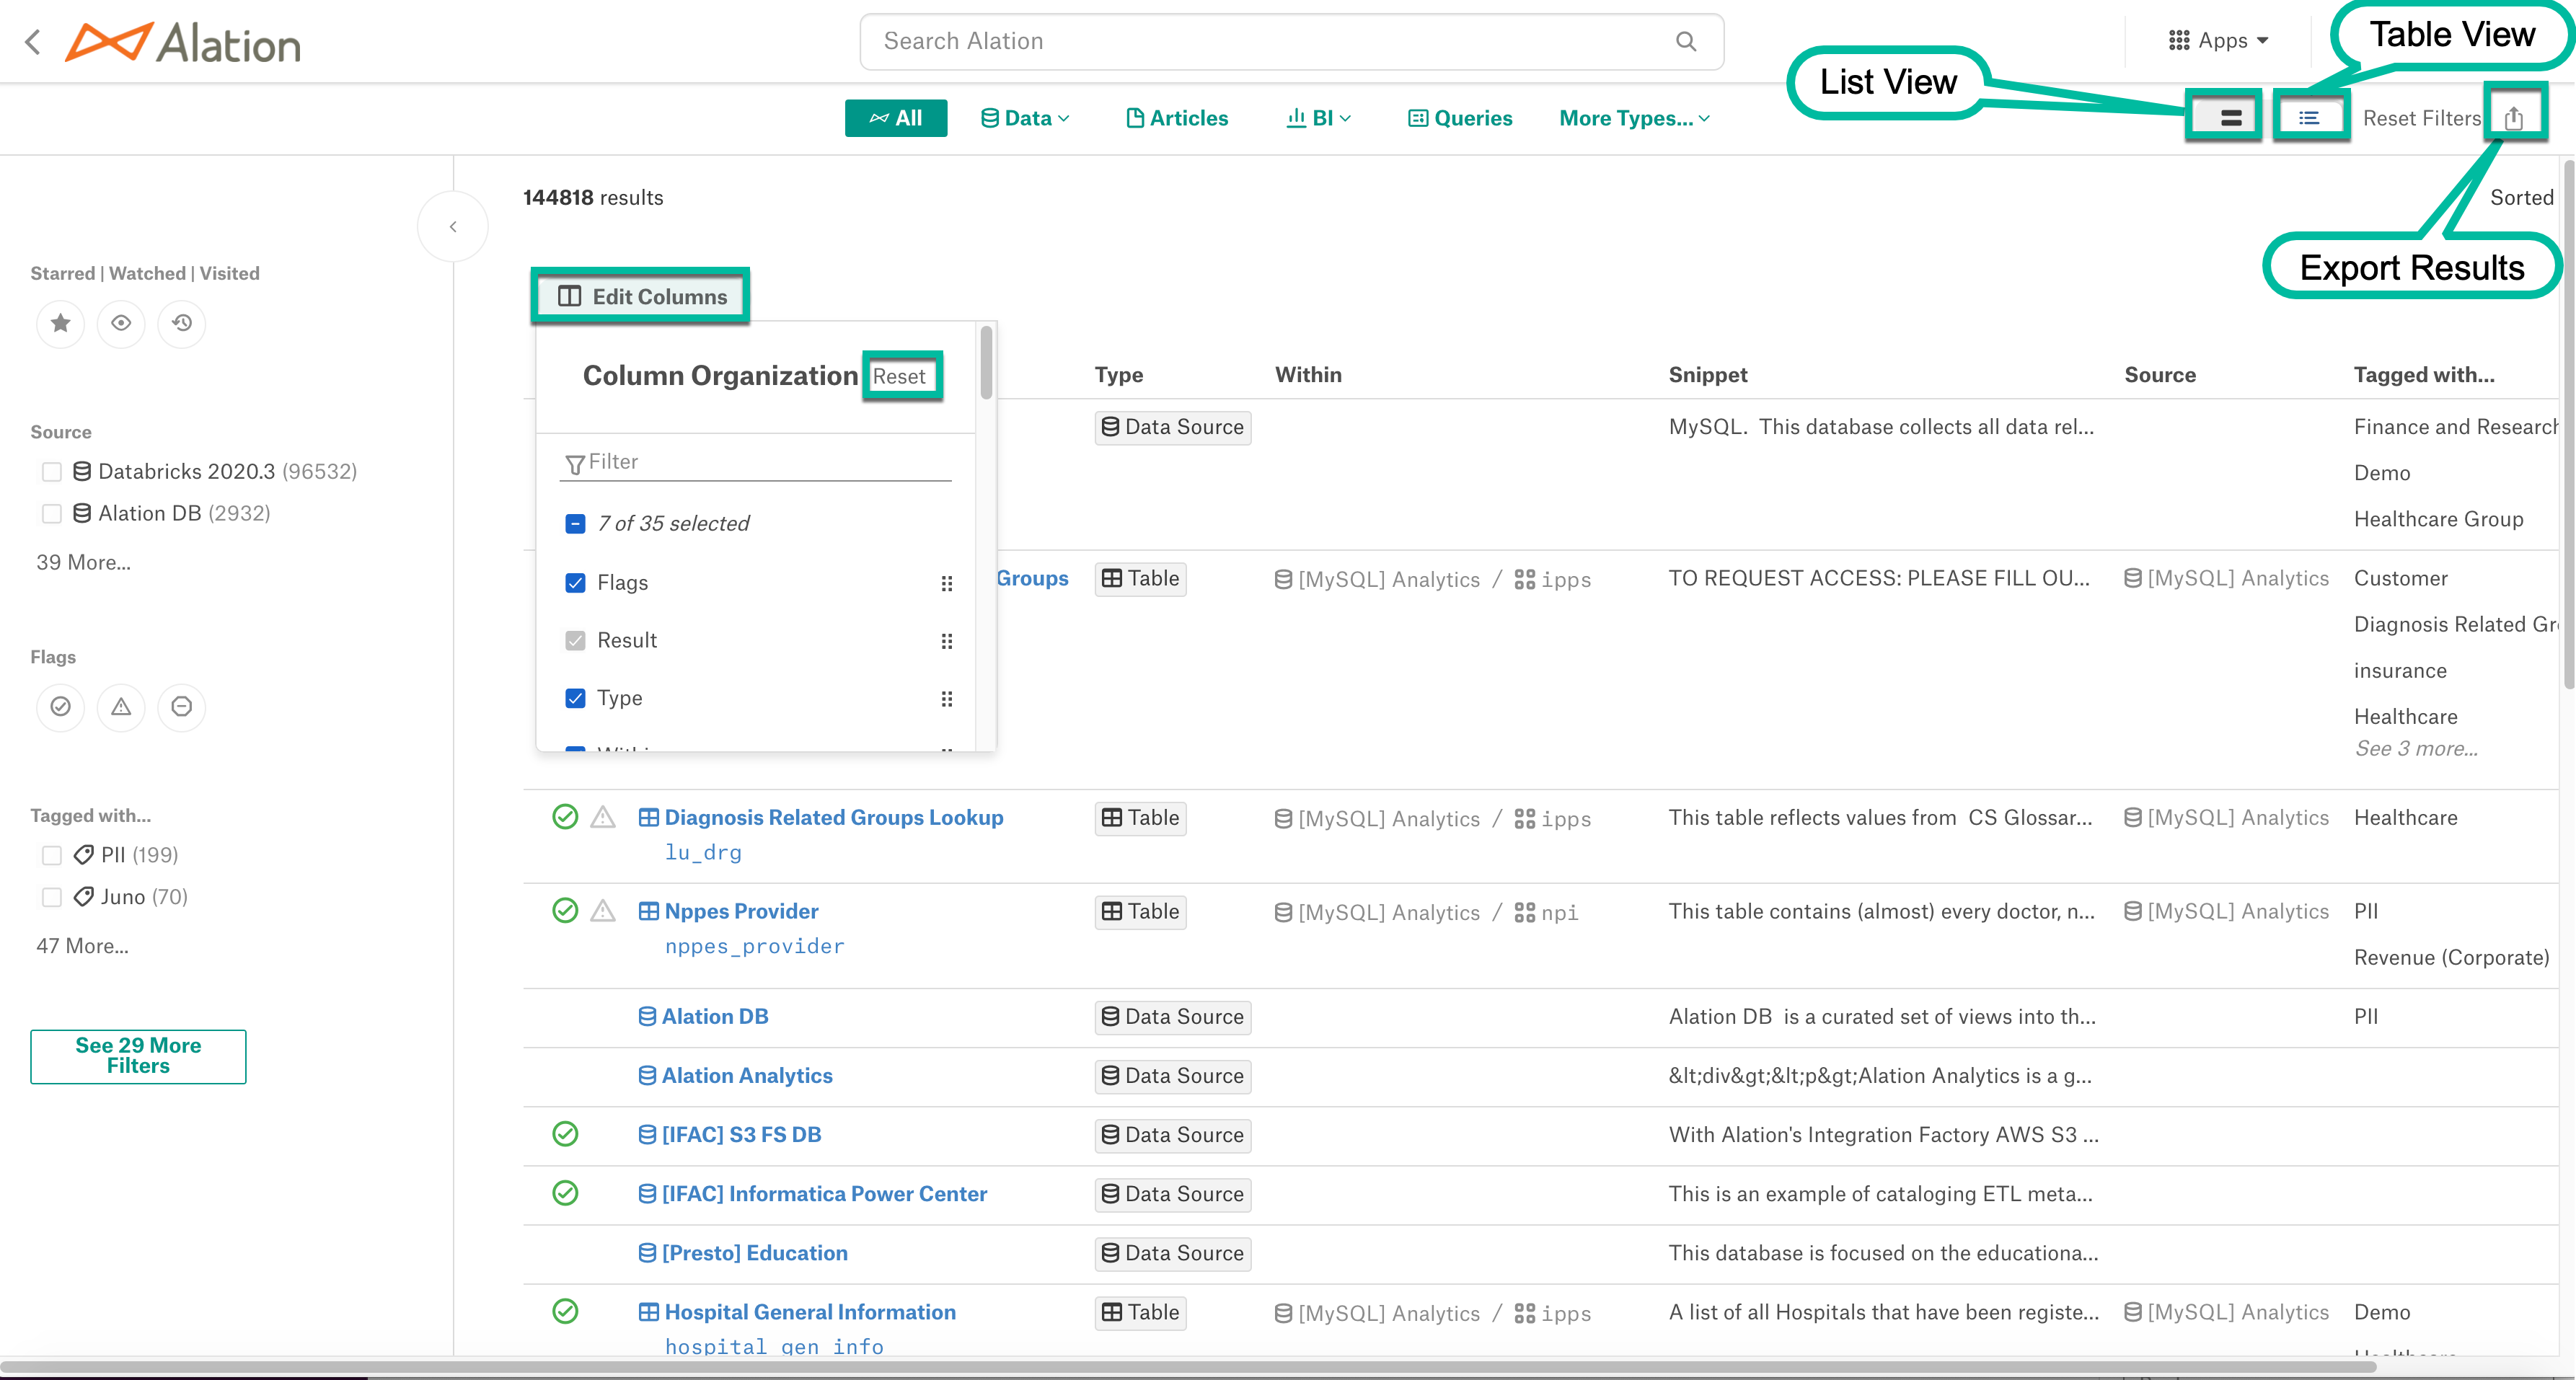 Alation
Search Alation
Apps
Table View
List View
All
Data
Articles
BI
Queries
More Types...
Reset Filters
144818 results
Sorted
Export Results
Starred | Watched | Visited
Edit Columns
Column Organization
Reset
Type
Within
Snippet
Source
Tagged with...
Filter
7 of 35 selected
Flags
Result
Type
Source
Databricks 2020.3 (96532)
Alation DB (2932)
39 More...
Flags
Tagged with...
PII (199)
Juno (70)
47 More...
See 29 More
Filters
Data Source
MySQL. This database collects all data rel...
Finance and Research
Demo
Healthcare Group
Groups
Table
[MySQL] Analytics / ipps
TO REQUEST ACCESS: PLEASE FILL OU...
[MySQL] Analytics
Customer
Diagnosis Related Gr
insurance
Healthcare
See 3 more...
Diagnosis Related Groups Lookup
lu_drg
Table
[MySQL] Analytics / ipps
This table reflects values from CS Glossar...
[MySQL] Analytics
Healthcare
Nppes Provider
nppes_provider
Table
[MySQL] Analytics / npi
This table contains (almost) every doctor, n...
[MySQL] Analytics
PII
Revenue (Corporate)
Alation DB
Data Source
Alation DB is a curated set of views into th...
PII
Alation Analytics
Data Source
&lt;div&gt;&lt;p&gt;Alation Analytics is a g...
[IFAC] S3 FS DB
Data Source
With Alation's Integration Factory AWS S3 ...
[IFAC] Informatica Power Center
Data Source
This is an example of cataloging ETL meta...
[Presto] Education
Data Source
This database is focused on the educationa...
Hospital General Information
hospital_gen_info
Table
[MySQL] Analytics / ipps
A list of all Hospitals that have been registe...
[MySQL] Analytics
Demo